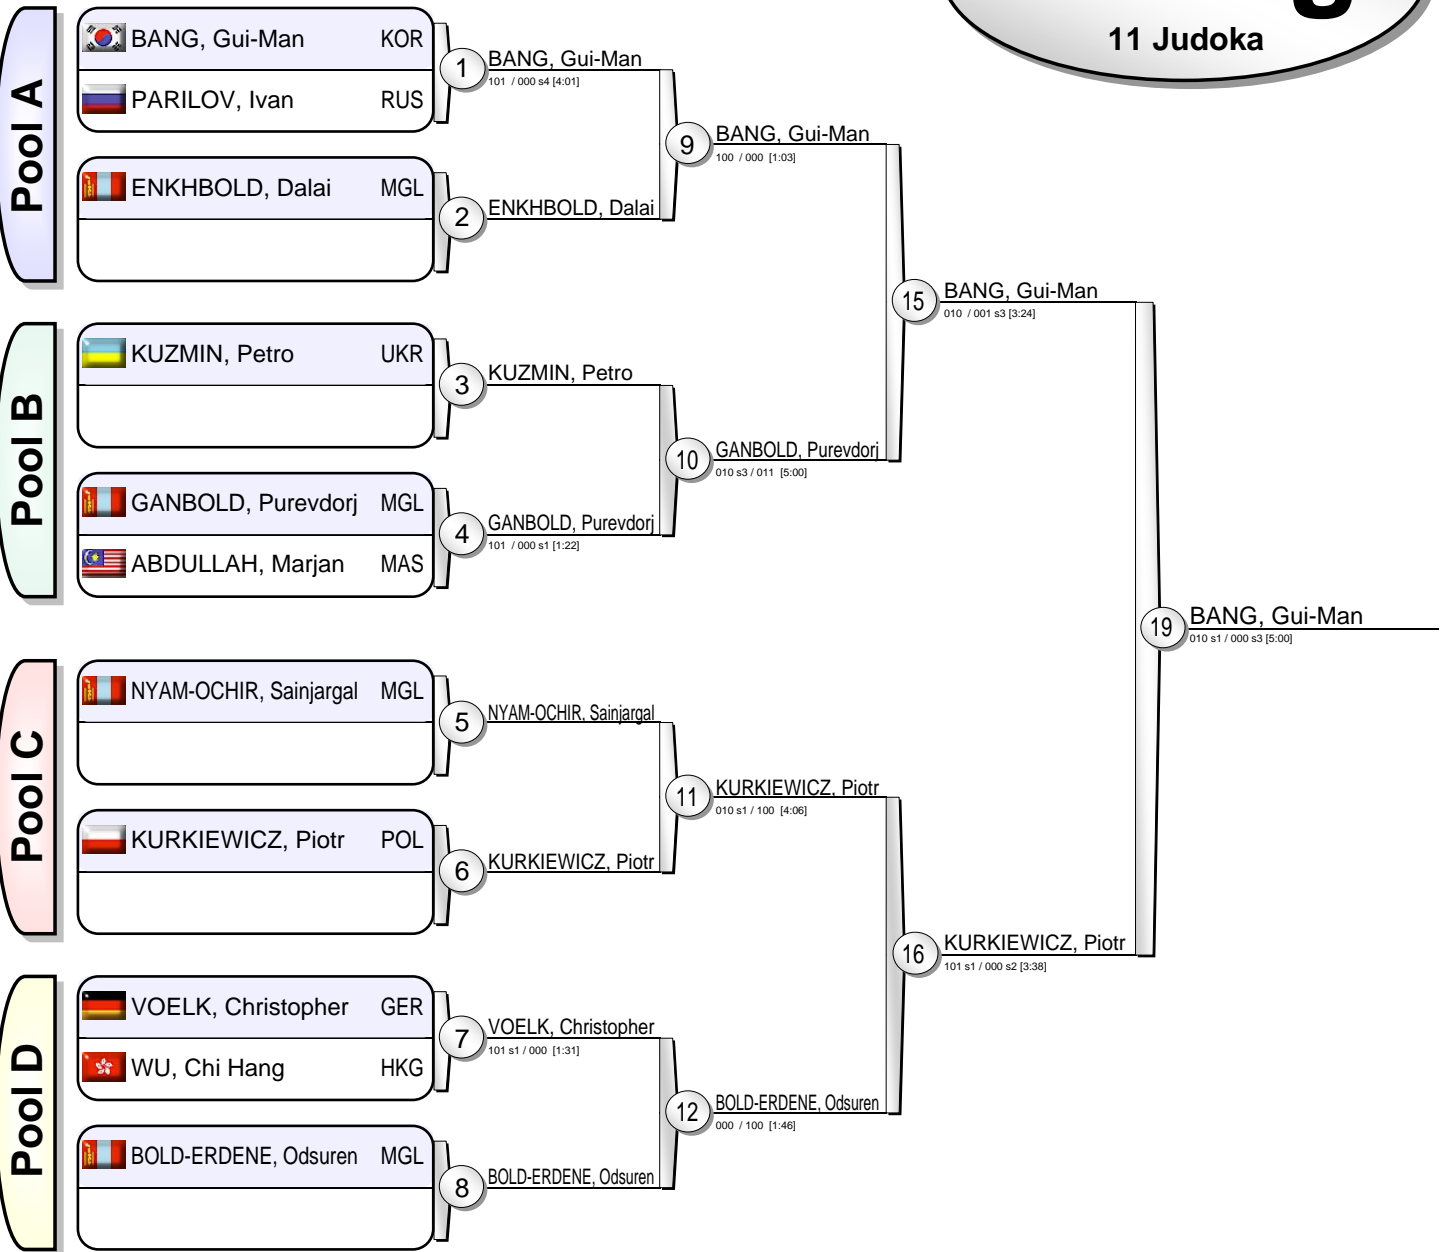 g
11 Judoka
Pool A
BANG, Gui-Man KOR
PARILOV, Ivan RUS
ENKHBOLD, Dalai MGL
1
BANG, Gui-Man
101 / 000 s4 [4:01]
2
ENKHBOLD, Dalai
9
BANG, Gui-Man
100 / 000 [1:03]
Pool B
KUZMIN, Petro UKR
GANBOLD, Purevdorj MGL
ABDULLAH, Marjan MAS
3
KUZMIN, Petro
4
GANBOLD, Purevdorj
101 / 000 s1 [1:22]
10
GANBOLD, Purevdorj
010 s3 / 011 [5:00]
15
BANG, Gui-Man
010 / 001 s3 [3:24]
Pool C
NYAM-OCHIR, Sainjargal MGL
KURKIEWICZ, Piotr POL
5
NYAM-OCHIR, Sainjargal
6
KURKIEWICZ, Piotr
11
KURKIEWICZ, Piotr
010 s1 / 100 [4:06]
Pool D
VOELK, Christopher GER
WU, Chi Hang HKG
BOLD-ERDENE, Odsuren MGL
7
VOELK, Christopher
101 s1 / 000 [1:31]
8
BOLD-ERDENE, Odsuren
12
BOLD-ERDENE, Odsuren
000 / 100 [1:46]
16
KURKIEWICZ, Piotr
101 s1 / 000 s2 [3:38]
19
BANG, Gui-Man
010 s1 / 000 s3 [5:00]